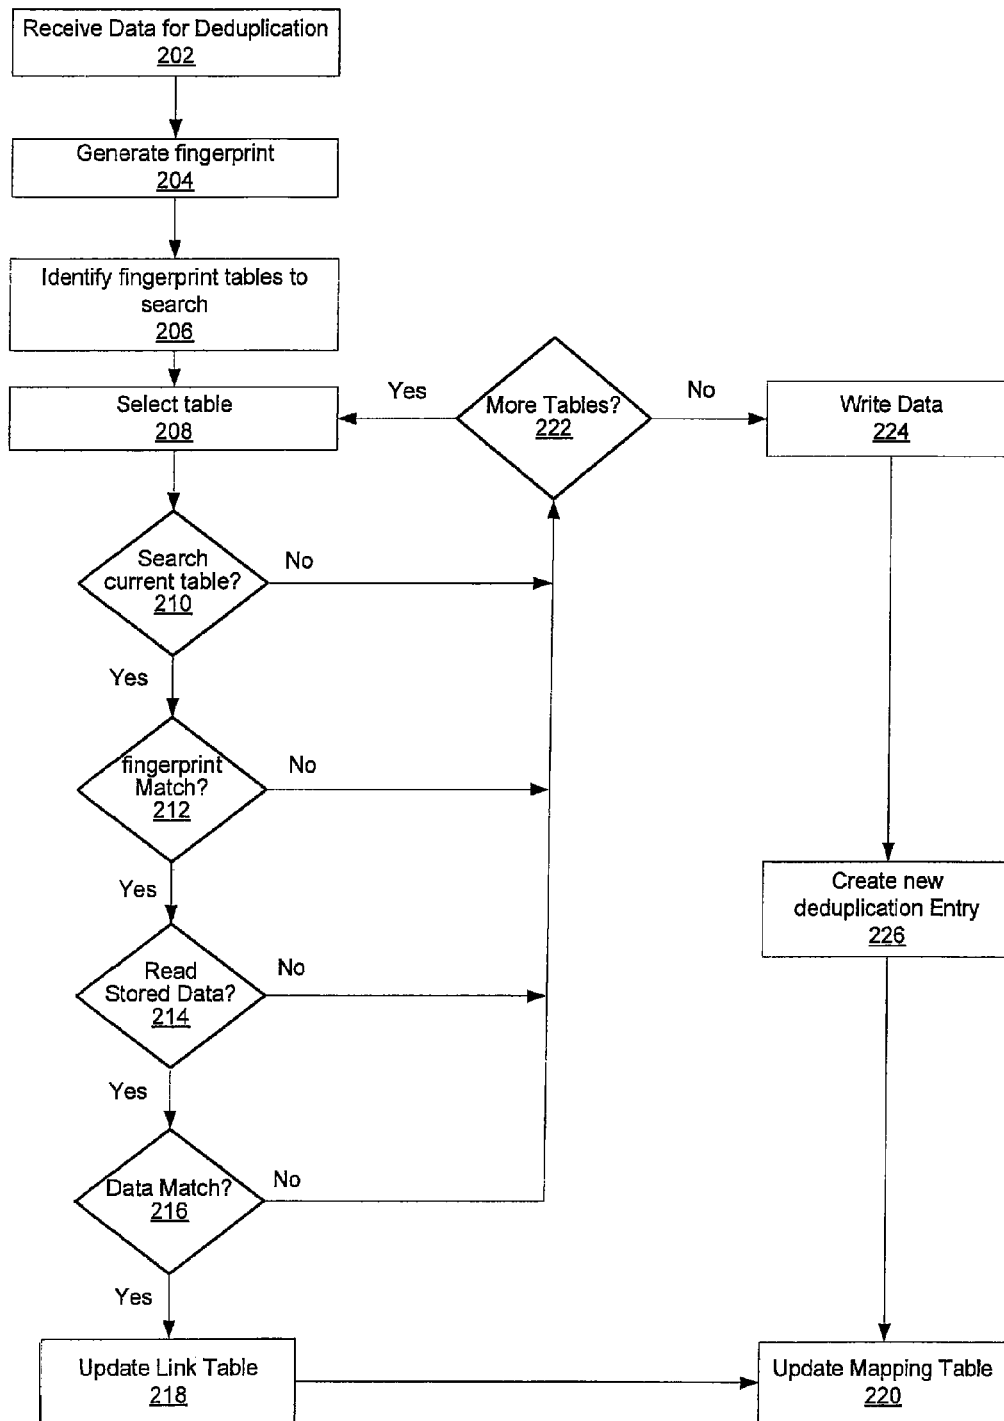 Receive Data for Deduplication
202
Generate fingerprint
204
Identify fingerprint tables to
search
206
Select table
208
Yes
More Tables?
222
No
Write Data
224
Search
current table?
210
No
Yes
fingerprint
Match?
212
No
Yes
Create new
deduplication Entry
226
Read
Stored Data?
214
No
Yes
Data Match?
216
No
Yes
Update Link Table
218
Update Mapping Table
220